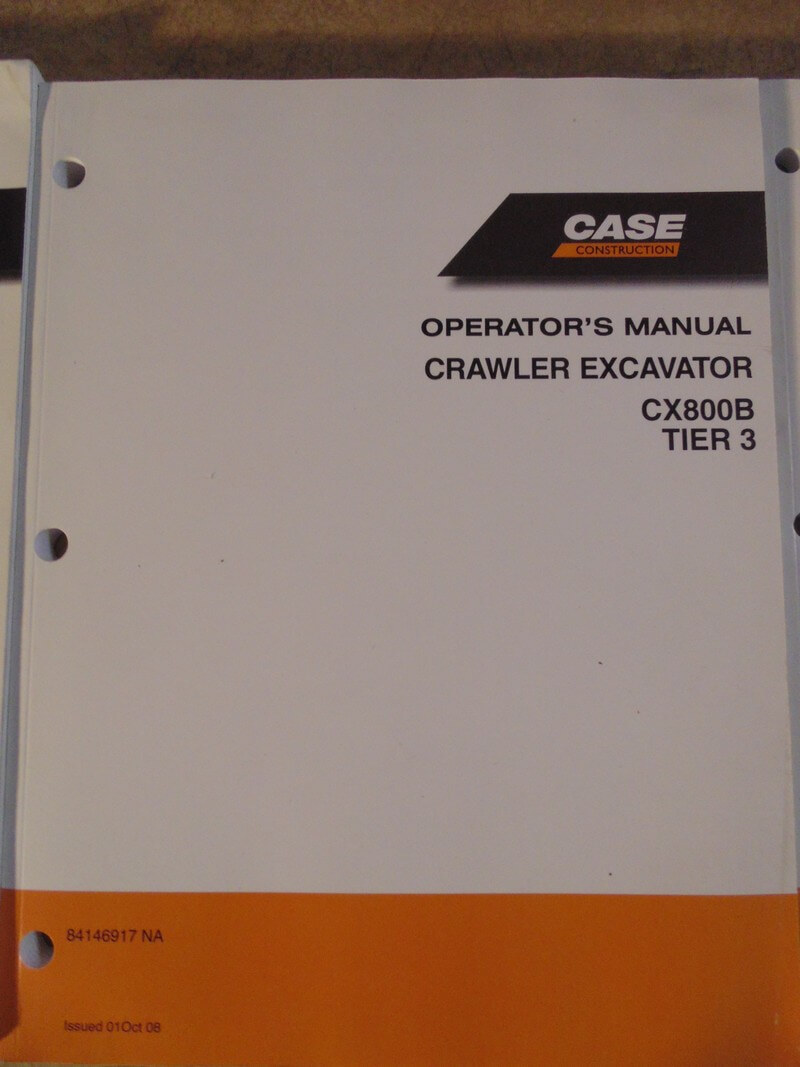 CASE
CONSTRUCTION
OPERATOR'S MANUAL
CRAWLER EXCAVATOR
CX800B
TIER 3
84146917 NA
Issued 01Oct 08